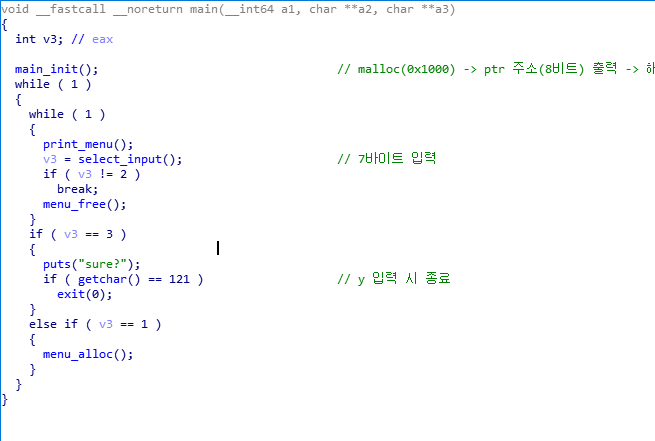 void __fastcall __noreturn main(__int64 a1, char **a2, char **a3)
{
  int v3; // eax

  main_init(); // malloc(0x1000) -> ptr 주소(8비트) 출력 -> 해
  while ( 1 )
  {
    while ( 1 )
    {
      print_menu();
      v3 = select_input(); // 7바이트 입력
      if ( v3 != 2 )
        break;
      menu_free();
    }
    if ( v3 == 3 )
    {
      puts("sure?");
      if ( getchar() == 121 ) // y 입력 시 종료
        exit(0);
    }
    else if ( v3 == 1 )
    {
      menu_alloc();
    }
  }
}